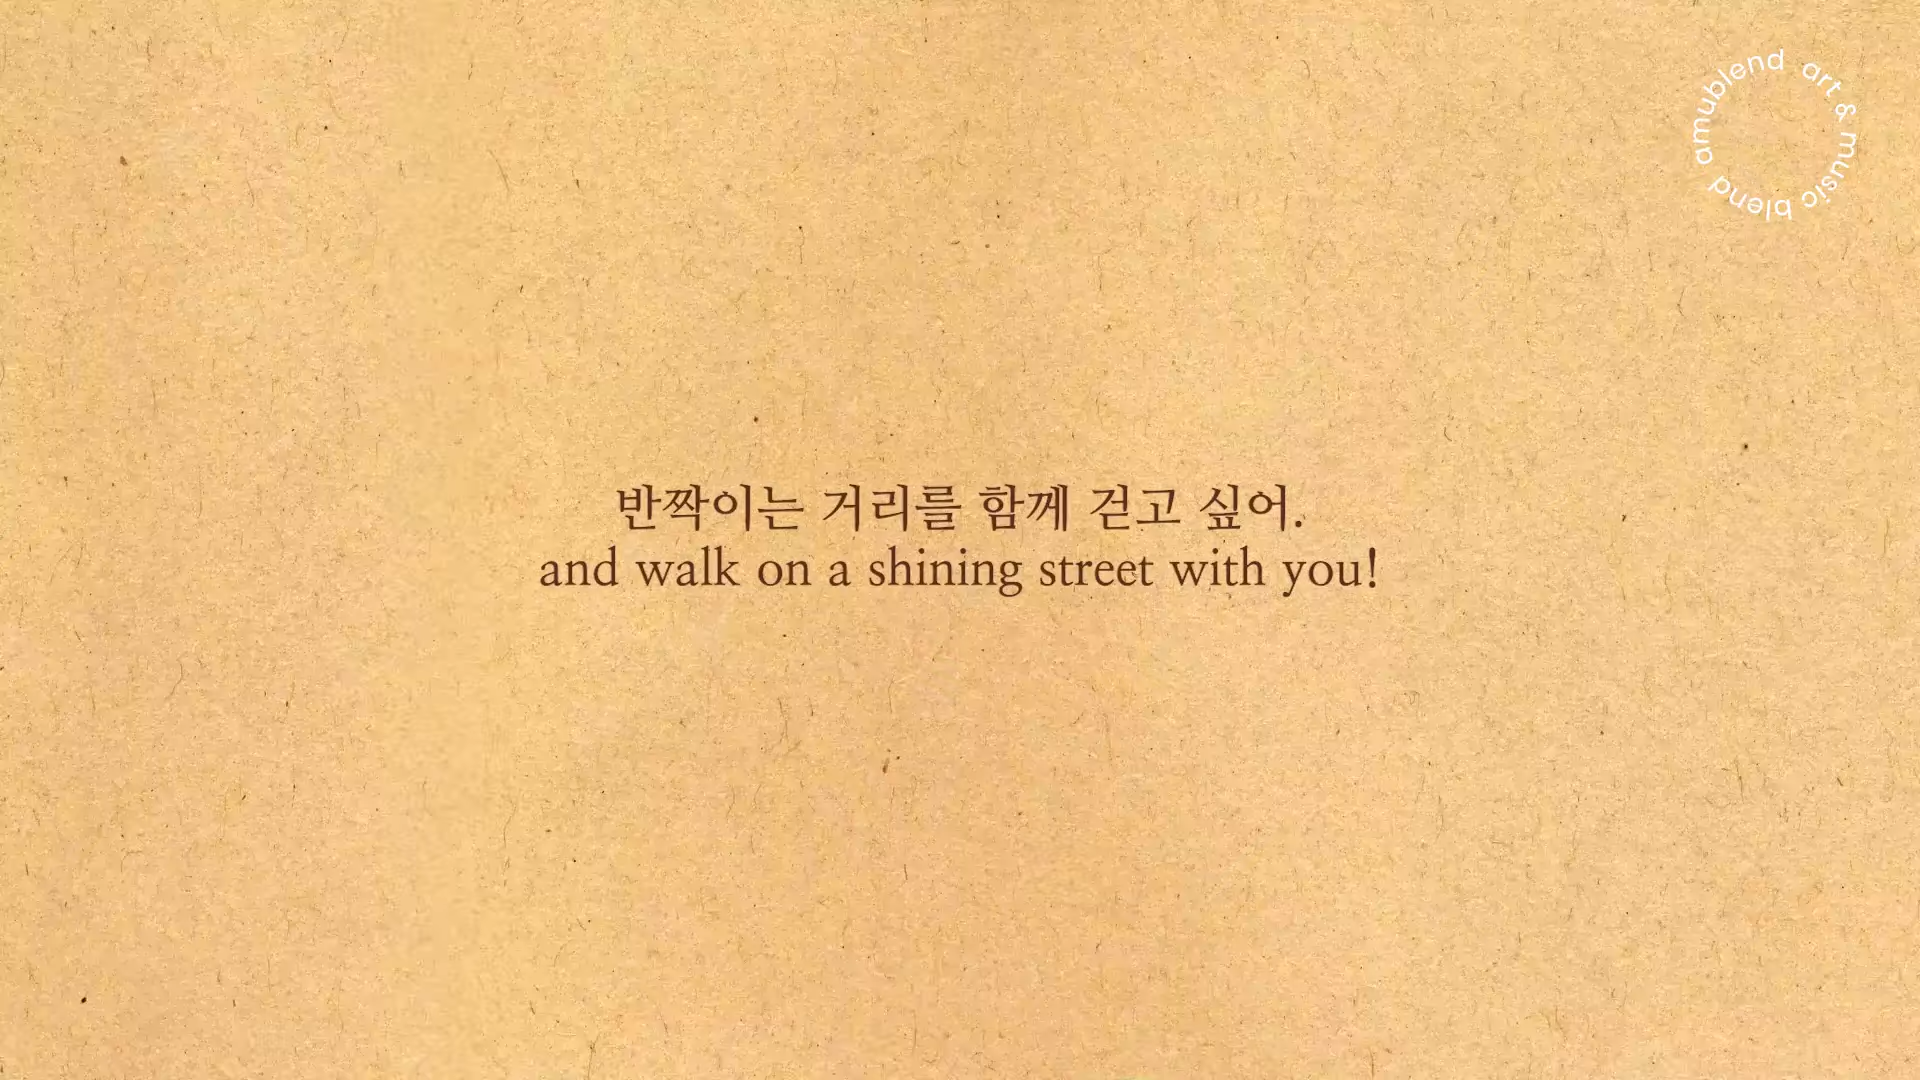 amublend art & music blend
반짝이는 거리를 함께 걷고 싶어.
and walk on a shining street with you!